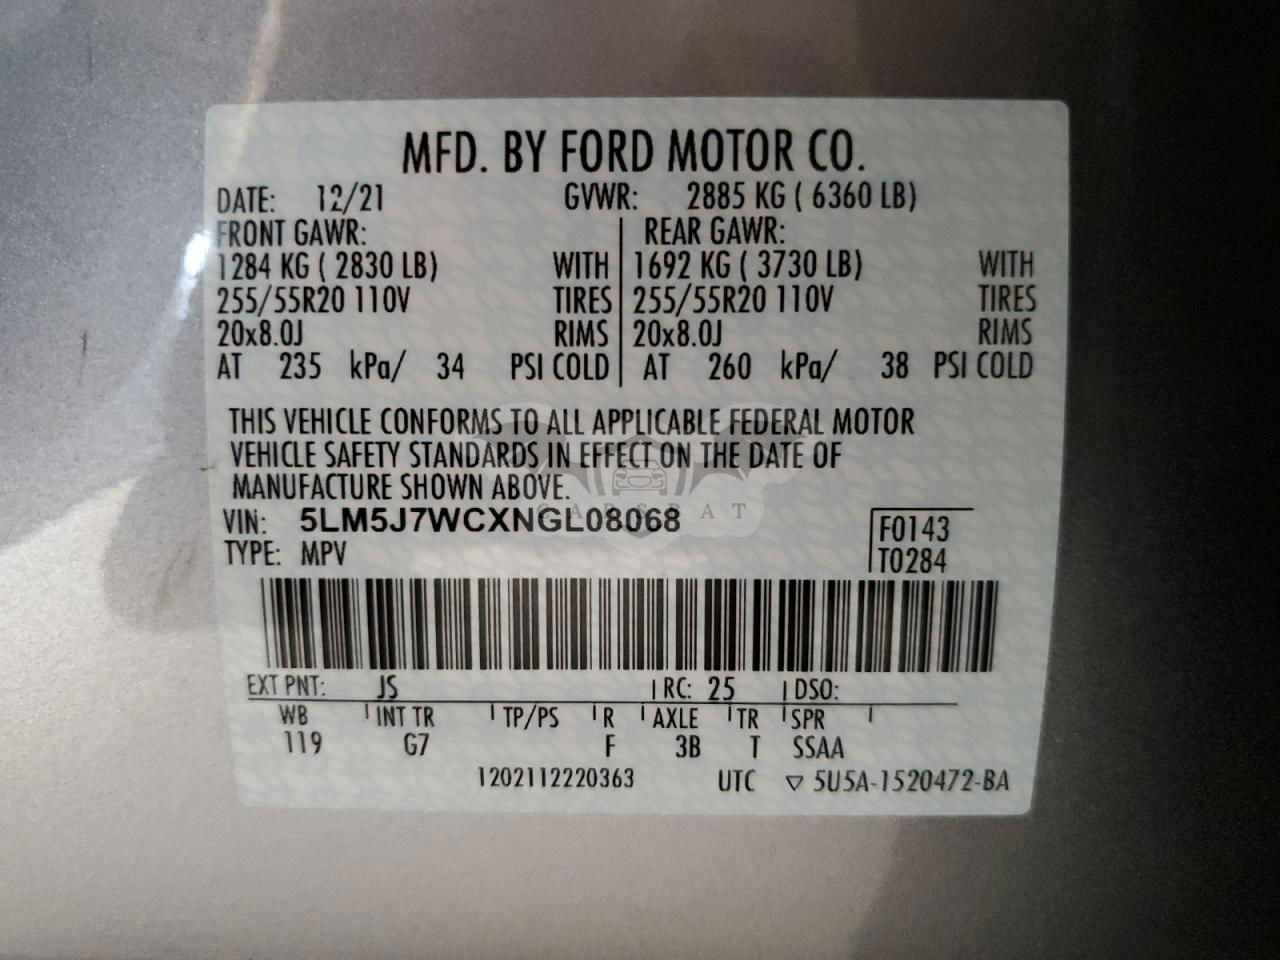 MFD. BY FORD MOTOR CO.
DATE: 12/21 GVWR: 2885 KG ( 6360 LB)
FRONT GAWR: REAR GAWR:
1284 KG ( 2830 LB) WITH 1692 KG ( 3730 LB) WITH
255/55R20 110V TIRES 255/55R20 110V TIRES
20x8.0J RIMS 20x8.0J RIMS
AT 235 kPa/ 34 PSI COLD AT 260 kPa/ 38 PSI COLD
THIS VEHICLE CONFORMS TO ALL APPLICABLE FEDERAL MOTOR
VEHICLE SAFETY STANDARDS IN EFFECT ON THE DATE OF
MANUFACTURE SHOWN ABOVE.
CARSBAT
VIN: 5LM5J7WCXNGL08068 F0143
TYPE: MPV T0284
EXT PNT: JS RC: 25 DSO:
WB INT TR TP/PS R AXLE TR SPR
119 G7 F 3B T SSAA
1202112220363 UTC ▽ 5U5A-1520472-BA